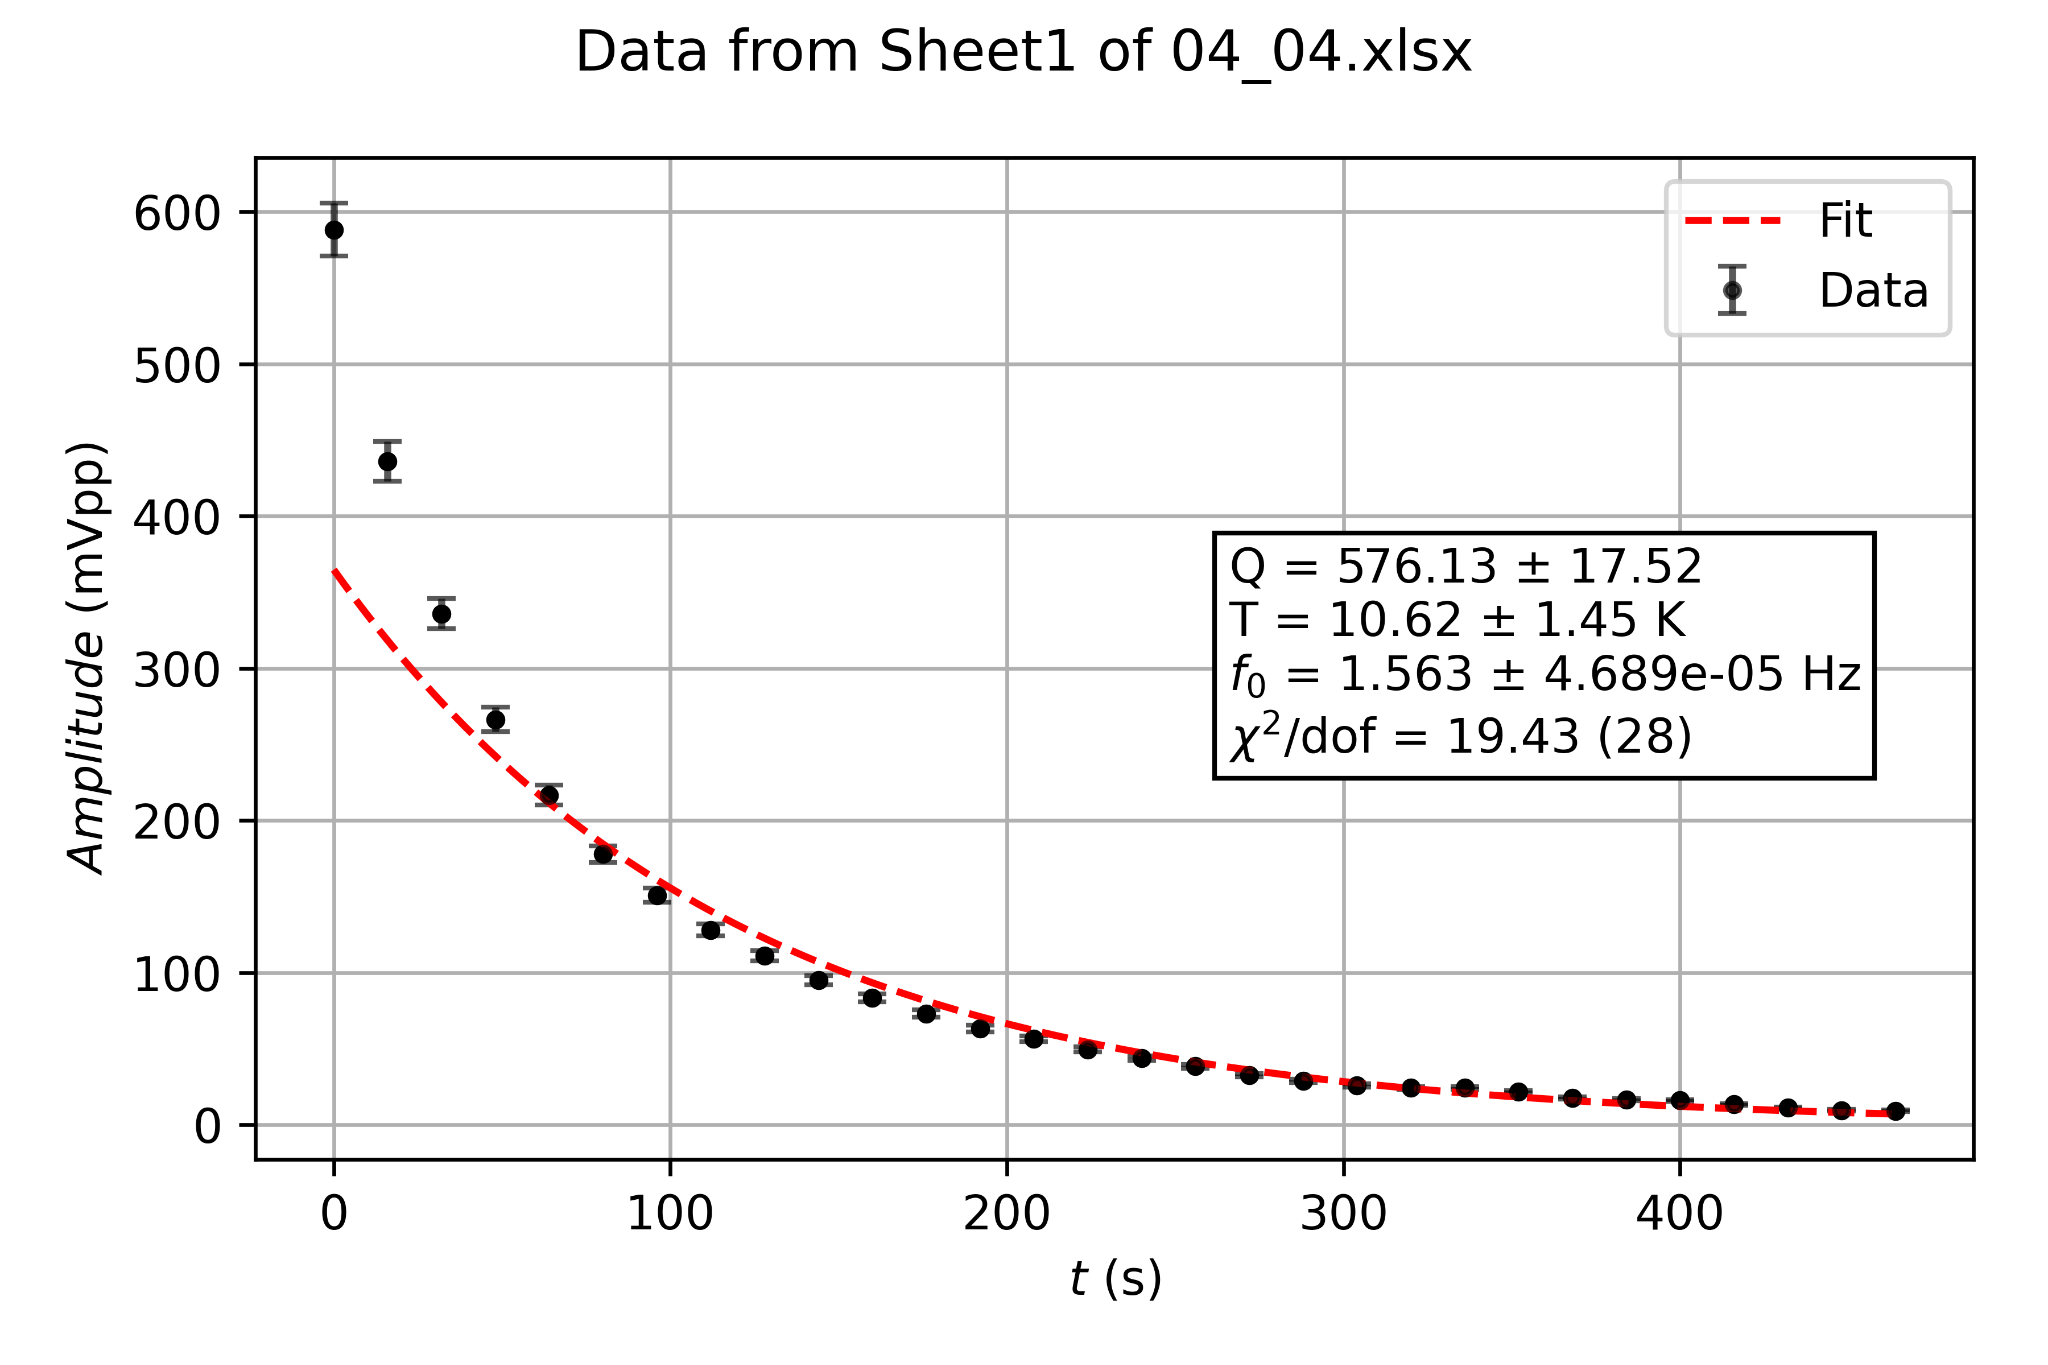 Data from Sheet1 of 04_04.xlsx
600
500
400
300
200
100
0
Amplitude (mVpp)
Fit
Data
Q = 576.13 ± 17.52
T = 10.62 ± 1.45 K
f₀ = 1.563 ± 4.689e-05 Hz
χ²/dof = 19.43 (28)
0 100 200 300 400
t (s)